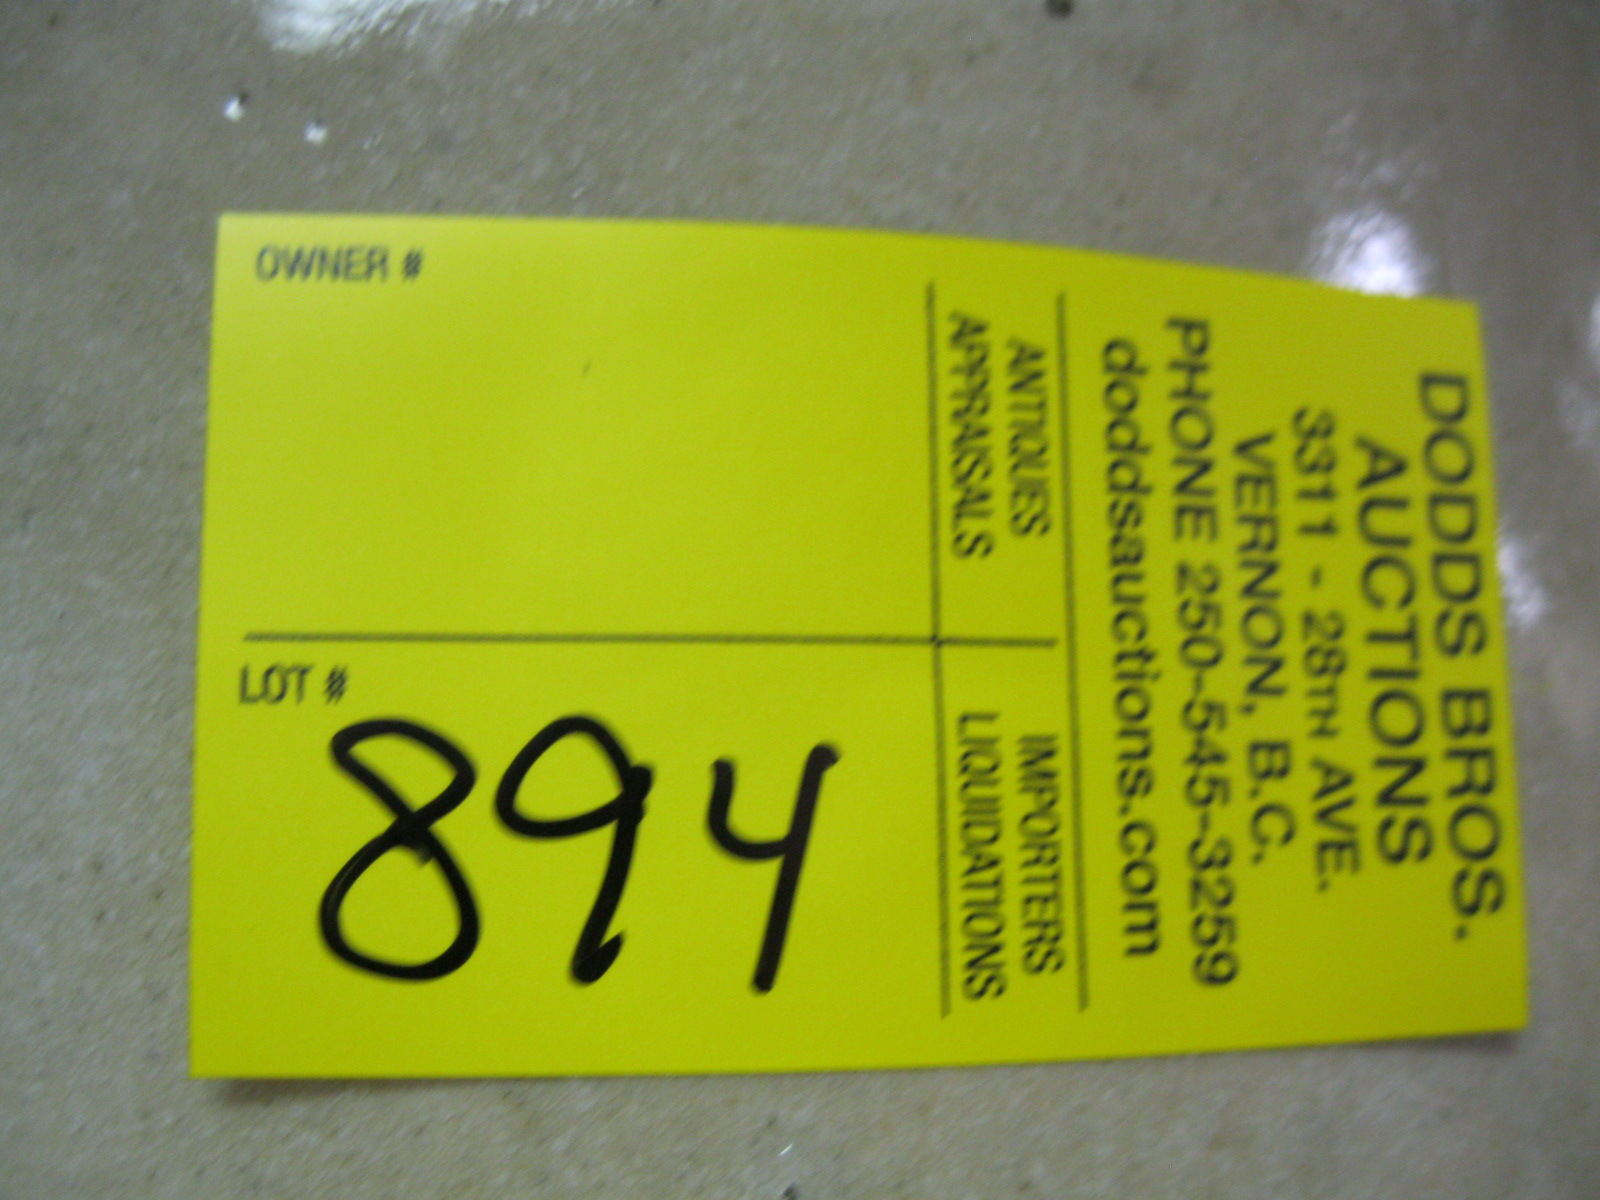 DODDS BROS.
AUCTIONS
3311 - 28TH AVE.
VERNON, B.C.
PHONE 250-545-3259
doddsauctions.com
ANTIQUES
APPRAISALS
IMPORTERS
LIQUIDATIONS
OWNER #
LOT #
894